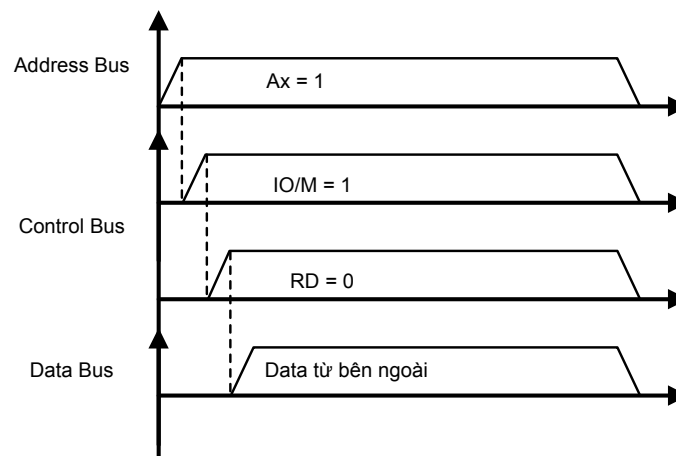 Address Bus
Ax = 1
IO/M = 1
Control Bus
RD = 0
Data Bus
Data từ bên ngoài